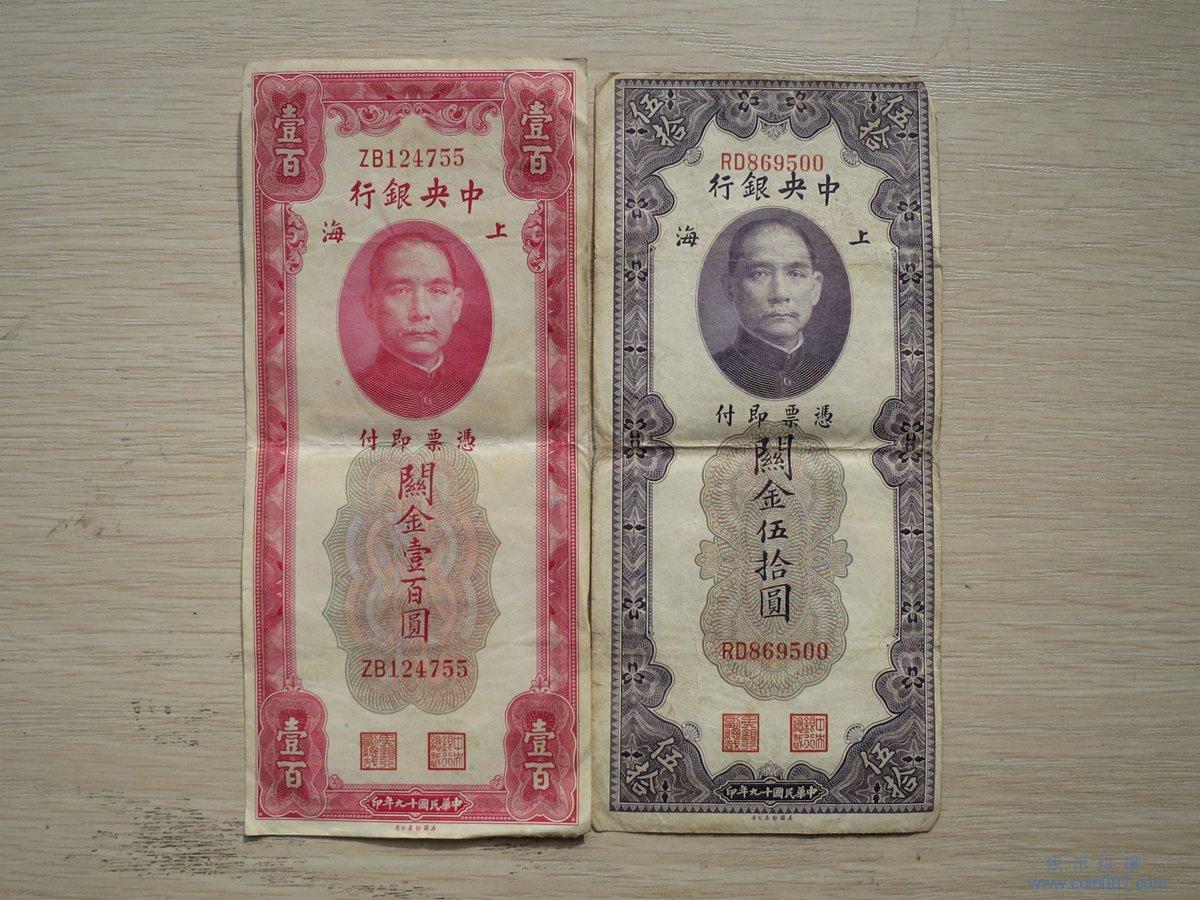 壹百
壹百
ZB124755
中央銀行
上海
憑票即付
關金壹百圓
ZB124755
壹百
壹百
中華民國十九年印
伍拾
伍拾
RD869500
中央銀行
上海
憑票即付
關金伍拾圓
RD869500
伍拾
伍拾
中華民國十九年印